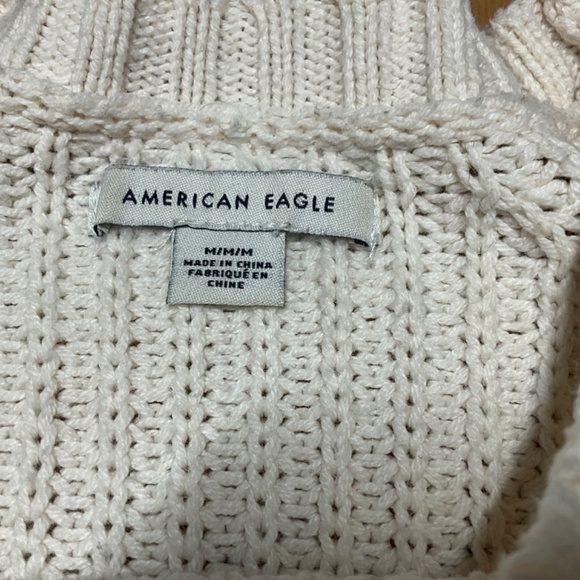 AMERICAN EAGLE
M/M/M
MADE IN CHINA
FABRIQUÉ EN
CHINE